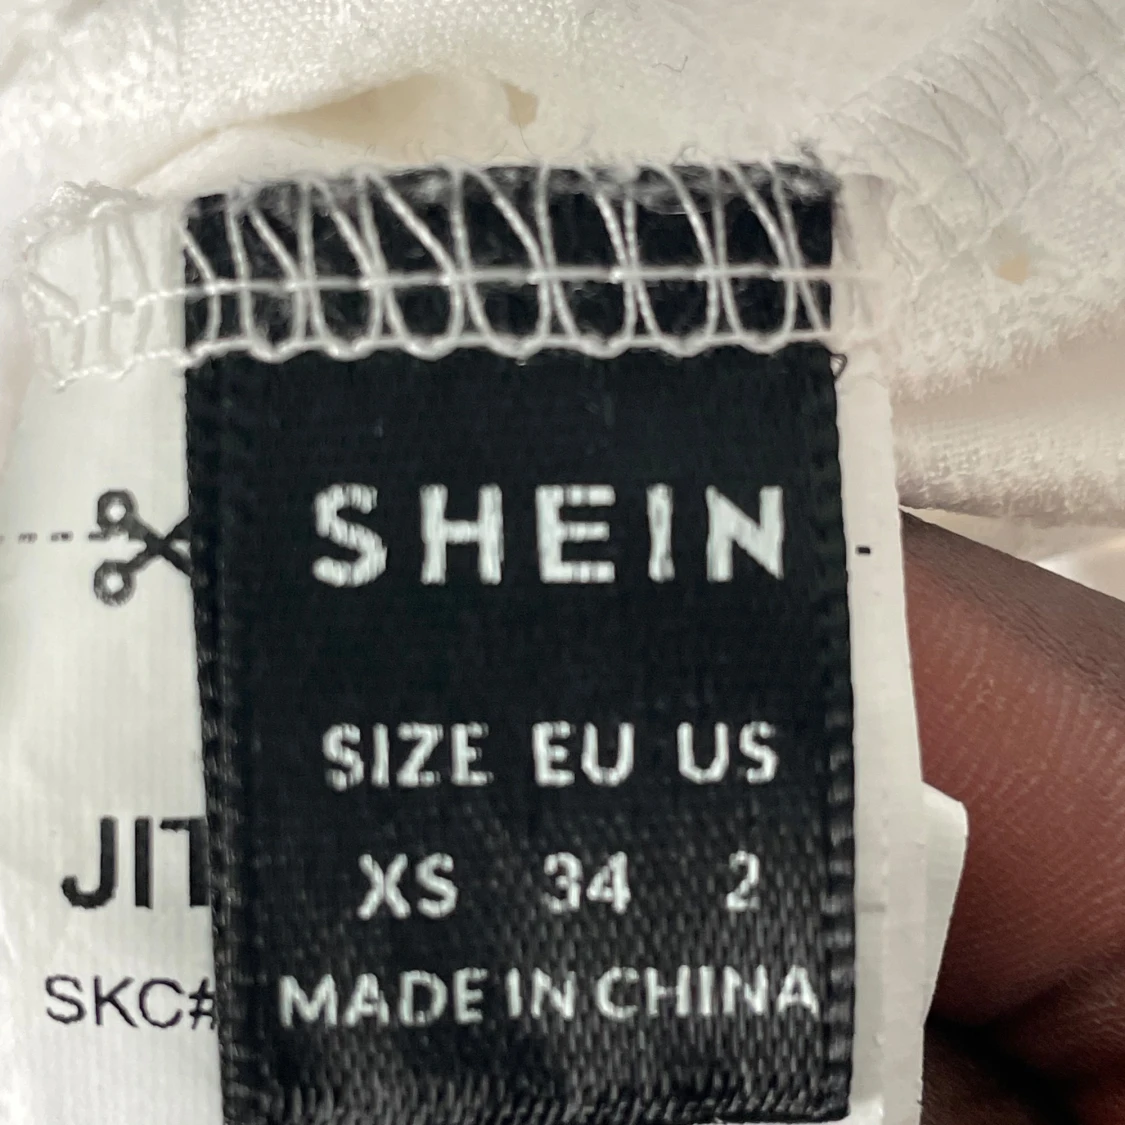 SHEIN
SIZE EU US
XS 34 2
MADE IN CHINA
JIT
SKC#